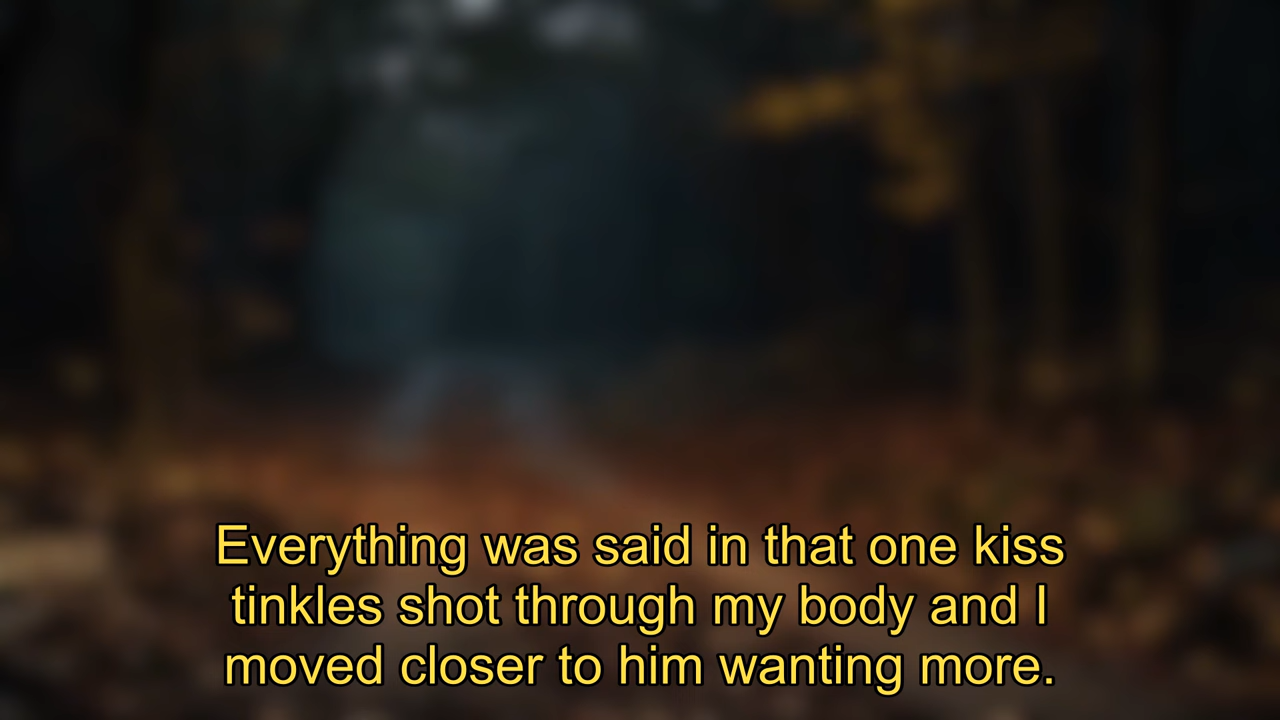 Everything was said in that one kiss
tinkles shot through my body and I
moved closer to him wanting more.